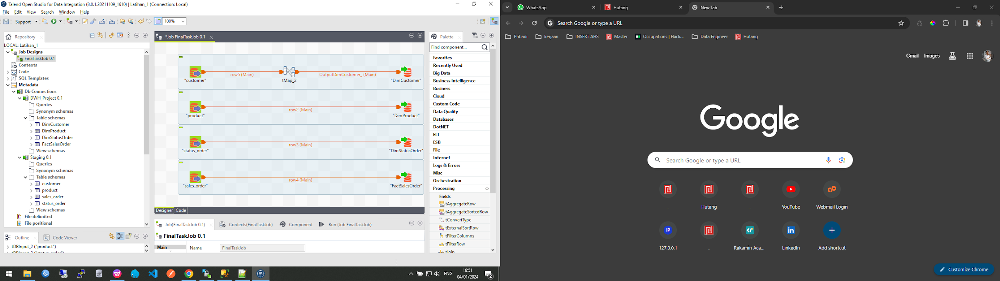 Talend Open Studio for Data Integration (8.0.1.20211109_1610) | Latihan_1 (Connection: Local)
File Edit View Search Window Help
Support 100%
Repository
LOCAL: Latihan_1
Job Designs
FinalTaskJob 0.1
Contexts
Code
SQL Templates
Metadata
Db Connections
DWH_Project 0.1
Queries
Synonym schemas
Table schemas
DimCustomer
DimProduct
DimStatusOrder
FactSalesOrder
View schemas
Staging 0.1
Queries
Synonym schemas
Table schemas
customer
product
sales_order
status_order
View schemas
File delimited
File positional
Outline Code Viewer
tDBInput_2 ("product")
tDBInput_3 ("status_order")
*Job FinalTaskJob 0.1
row5 (Main) OutputDimCustomer_ (Main)
"customer" tMap_2 "DimCustomer"
row2 (Main)
"product" "DimProduct"
row3 (Main)
"status_order" "DimStatusOrder"
row4 (Main)
"sales_order" "FactSalesOrder"
Designer Code
Job(FinalTaskJob 0.1) Contexts(FinalTaskJob) Component Run (Job FinalTaskJob)
FinalTaskJob 0.1
Main Name FinalTaskJob
Palette
Find component...
Favorites
Recently Used
Big Data
Business Intelligence
Business
Cloud
Custom Code
Data Quality
Databases
DotNET
ELT
ESB
File
Internet
Logs & Errors
Misc
Orchestration
Processing
Fields
tAggregateRow
tAggregateSortedRow
tConvertType
tExternalSortRow
tFilterColumns
tFilterRow
tJoin
ENG 16:51
04/01/2024 2
WhatsApp Hutang New Tab
Search Google or type a URL
Pribadi kerjaan INSERT AHS Master Occupations | Hack... Data Engineer Hutang
Gmail Images
Google
Search Google or type a URL
. Hutang . YouTube Webmail Login
IP
127.0.0.1 . Rakamin Aca... LinkedIn Add shortcut
Customize Chrome